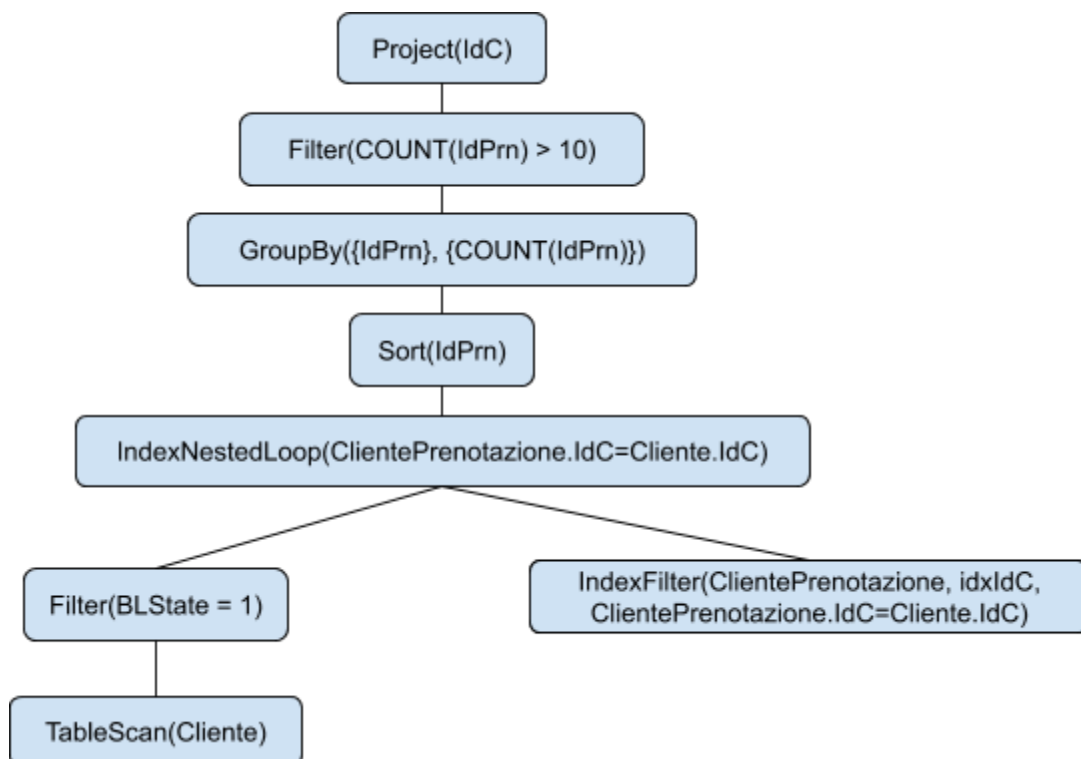 Project(IdC)
Filter(COUNT(IdPrn) > 10)
GroupBy({IdPrn}, {COUNT(IdPrn)})
Sort(IdPrn)
IndexNestedLoop(ClientePrenotazione.IdC=Cliente.IdC)
Filter(BLState = 1)
IndexFilter(ClientePrenotazione, idxIdC,
ClientePrenotazione.IdC=Cliente.IdC)
TableScan(Cliente)